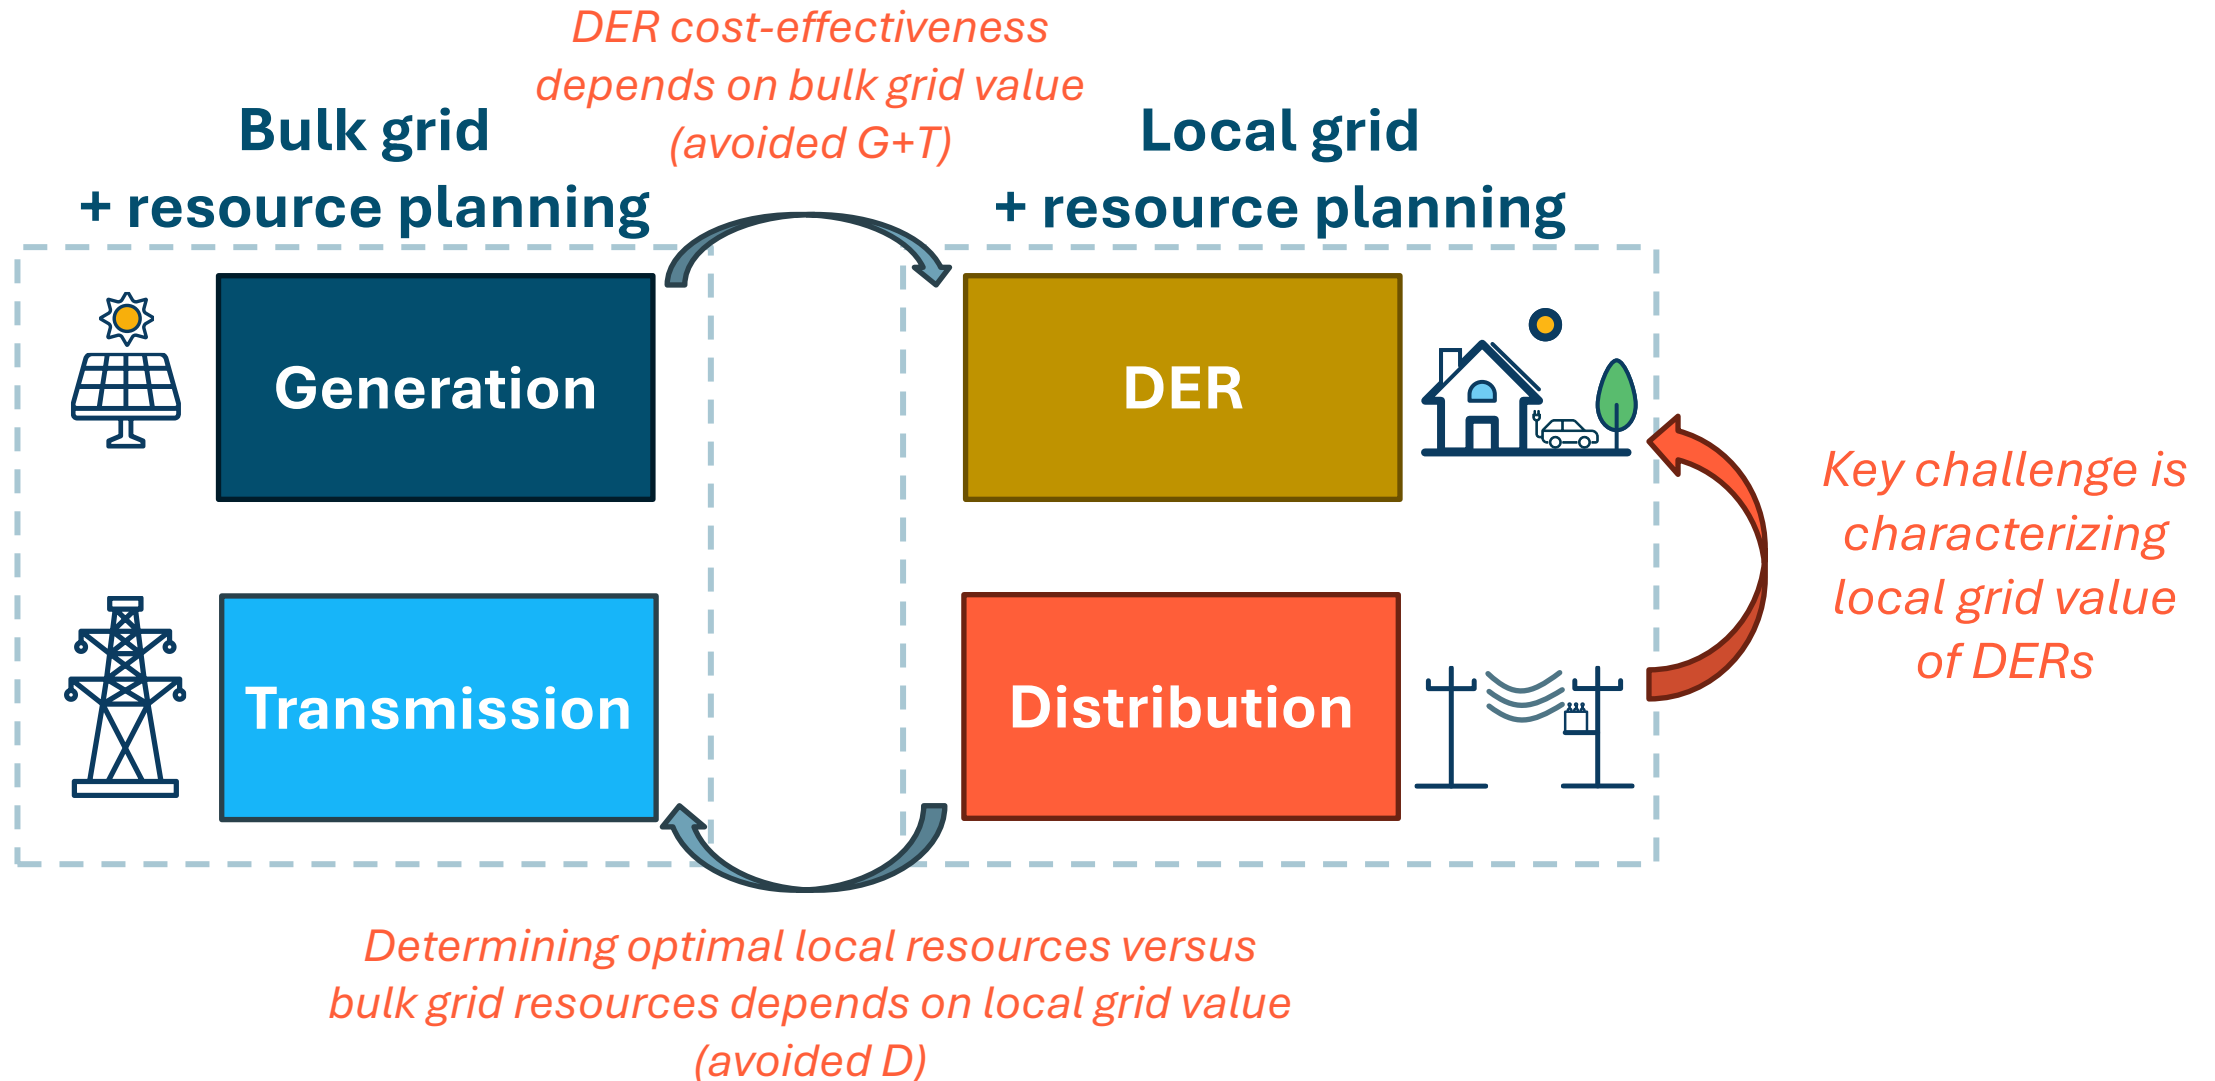 DER cost-effectiveness
depends on bulk grid value
(avoided G+T)
Bulk grid
+ resource planning
Local grid
+ resource planning
Generation
DER
Key challenge is
characterizing
local grid value
of DERs
Transmission
Distribution
Determining optimal local resources versus
bulk grid resources depends on local grid value
(avoided D)